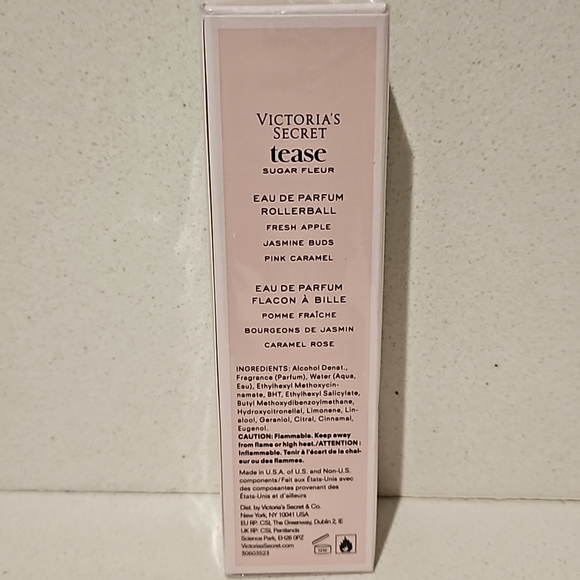 VICTORIA'S
SECRET
tease
SUGAR FLEUR
EAU DE PARFUM
ROLLERBALL
FRESH APPLE
JASMINE BUDS
PINK CARAMEL
EAU DE PARFUM
FLACON À BILLE
POMME FRAÎCHE
BOURGEONS DE JASMIN
CARAMEL ROSE
INGREDIENTS: Alcohol Denat.,
Fragrance (Parfum), Water (Aqua,
Eau), Ethylhexyl Methoxycin-
namate, BHT, Ethylhexyl Salicylate,
Butyl Methoxydibenzoylmethane,
Hydroxycitronellal, Limonene, Lin-
alool, Geraniol, Citral, Cinnamal,
Eugenol.
CAUTION: Flammable. Keep away
from flame or high heat./ATTENTION :
Inflammable. Tenir à l'écart de la chal-
eur ou des flammes.
Made in U.S.A. of U.S. and Non-U.S.
components/Fait aux États-Unis avec
des composantes provenant des
États-Unis et d'ailleurs
Dist. by Victoria's Secret & Co.
New York, NY 10041 USA
EU RP: CSI, The Greenway, Dublin 2, IE
UK RP: CSI, Pentlands
Science Park, EH26 0PZ
VictoriasSecret.com
30603523